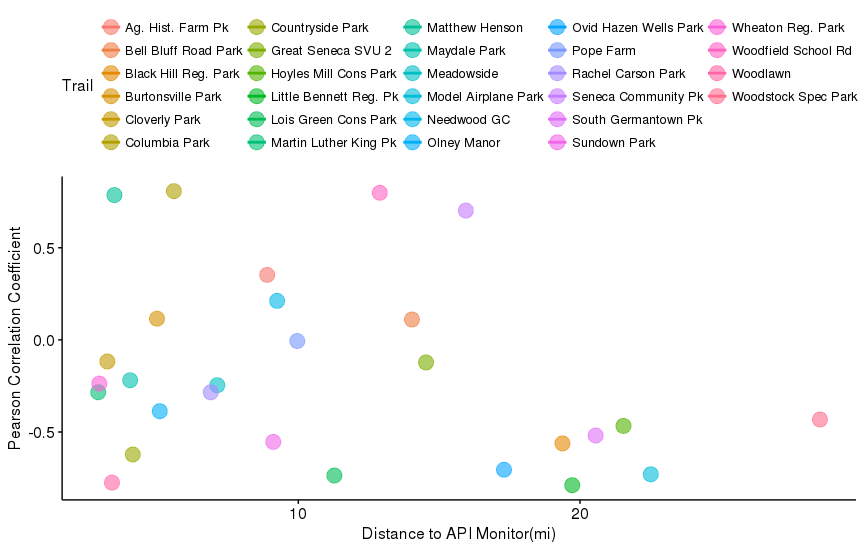 Trail
Ag. Hist. Farm Pk
Bell Bluff Road Park
Black Hill Reg. Park
Burtonsville Park
Cloverly Park
Columbia Park
Countryside Park
Great Seneca SVU 2
Hoyles Mill Cons Park
Little Bennett Reg. Pk
Lois Green Cons Park
Martin Luther King Pk
Matthew Henson
Maydale Park
Meadowside
Model Airplane Park
Needwood GC
Olney Manor
Ovid Hazen Wells Park
Pope Farm
Rachel Carson Park
Seneca Community Pk
South Germantown Pk
Sundown Park
Wheaton Reg. Park
Woodfield School Rd
Woodlawn
Woodstock Spec Park
Pearson Correlation Coefficient
0.5
0.0
-0.5
10
20
Distance to API Monitor(mi)